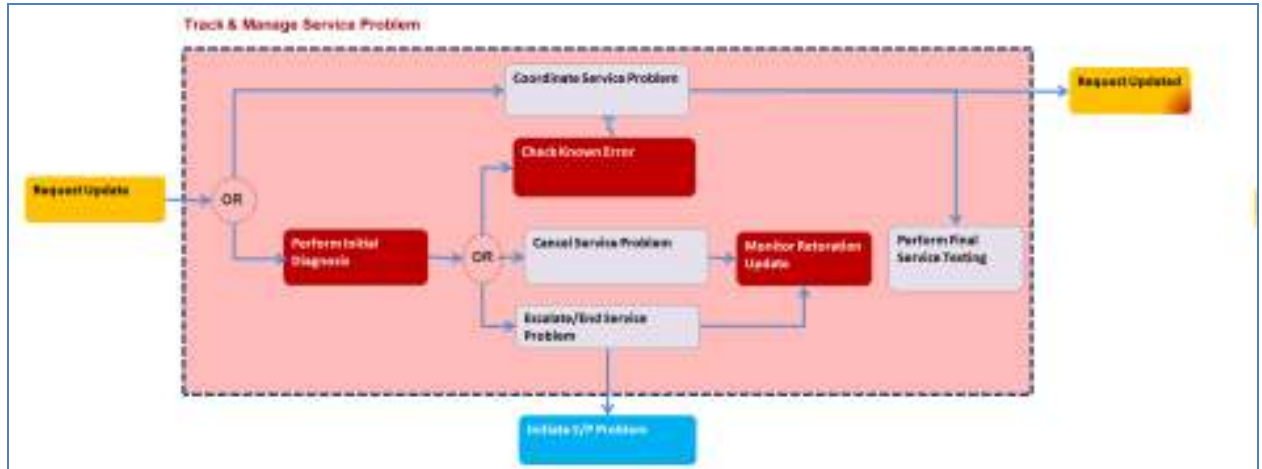 Track & Manage Service Problem
Coordinate Service Problem
Request Updated
Check Known Error
Request Update
OR
Perform Initial
Diagnosis
OR
Cancel Service Problem
Monitor Retoration
Update
Perform Final
Service Testing
Escalate/End Service
Problem
Initiate S/P Problem